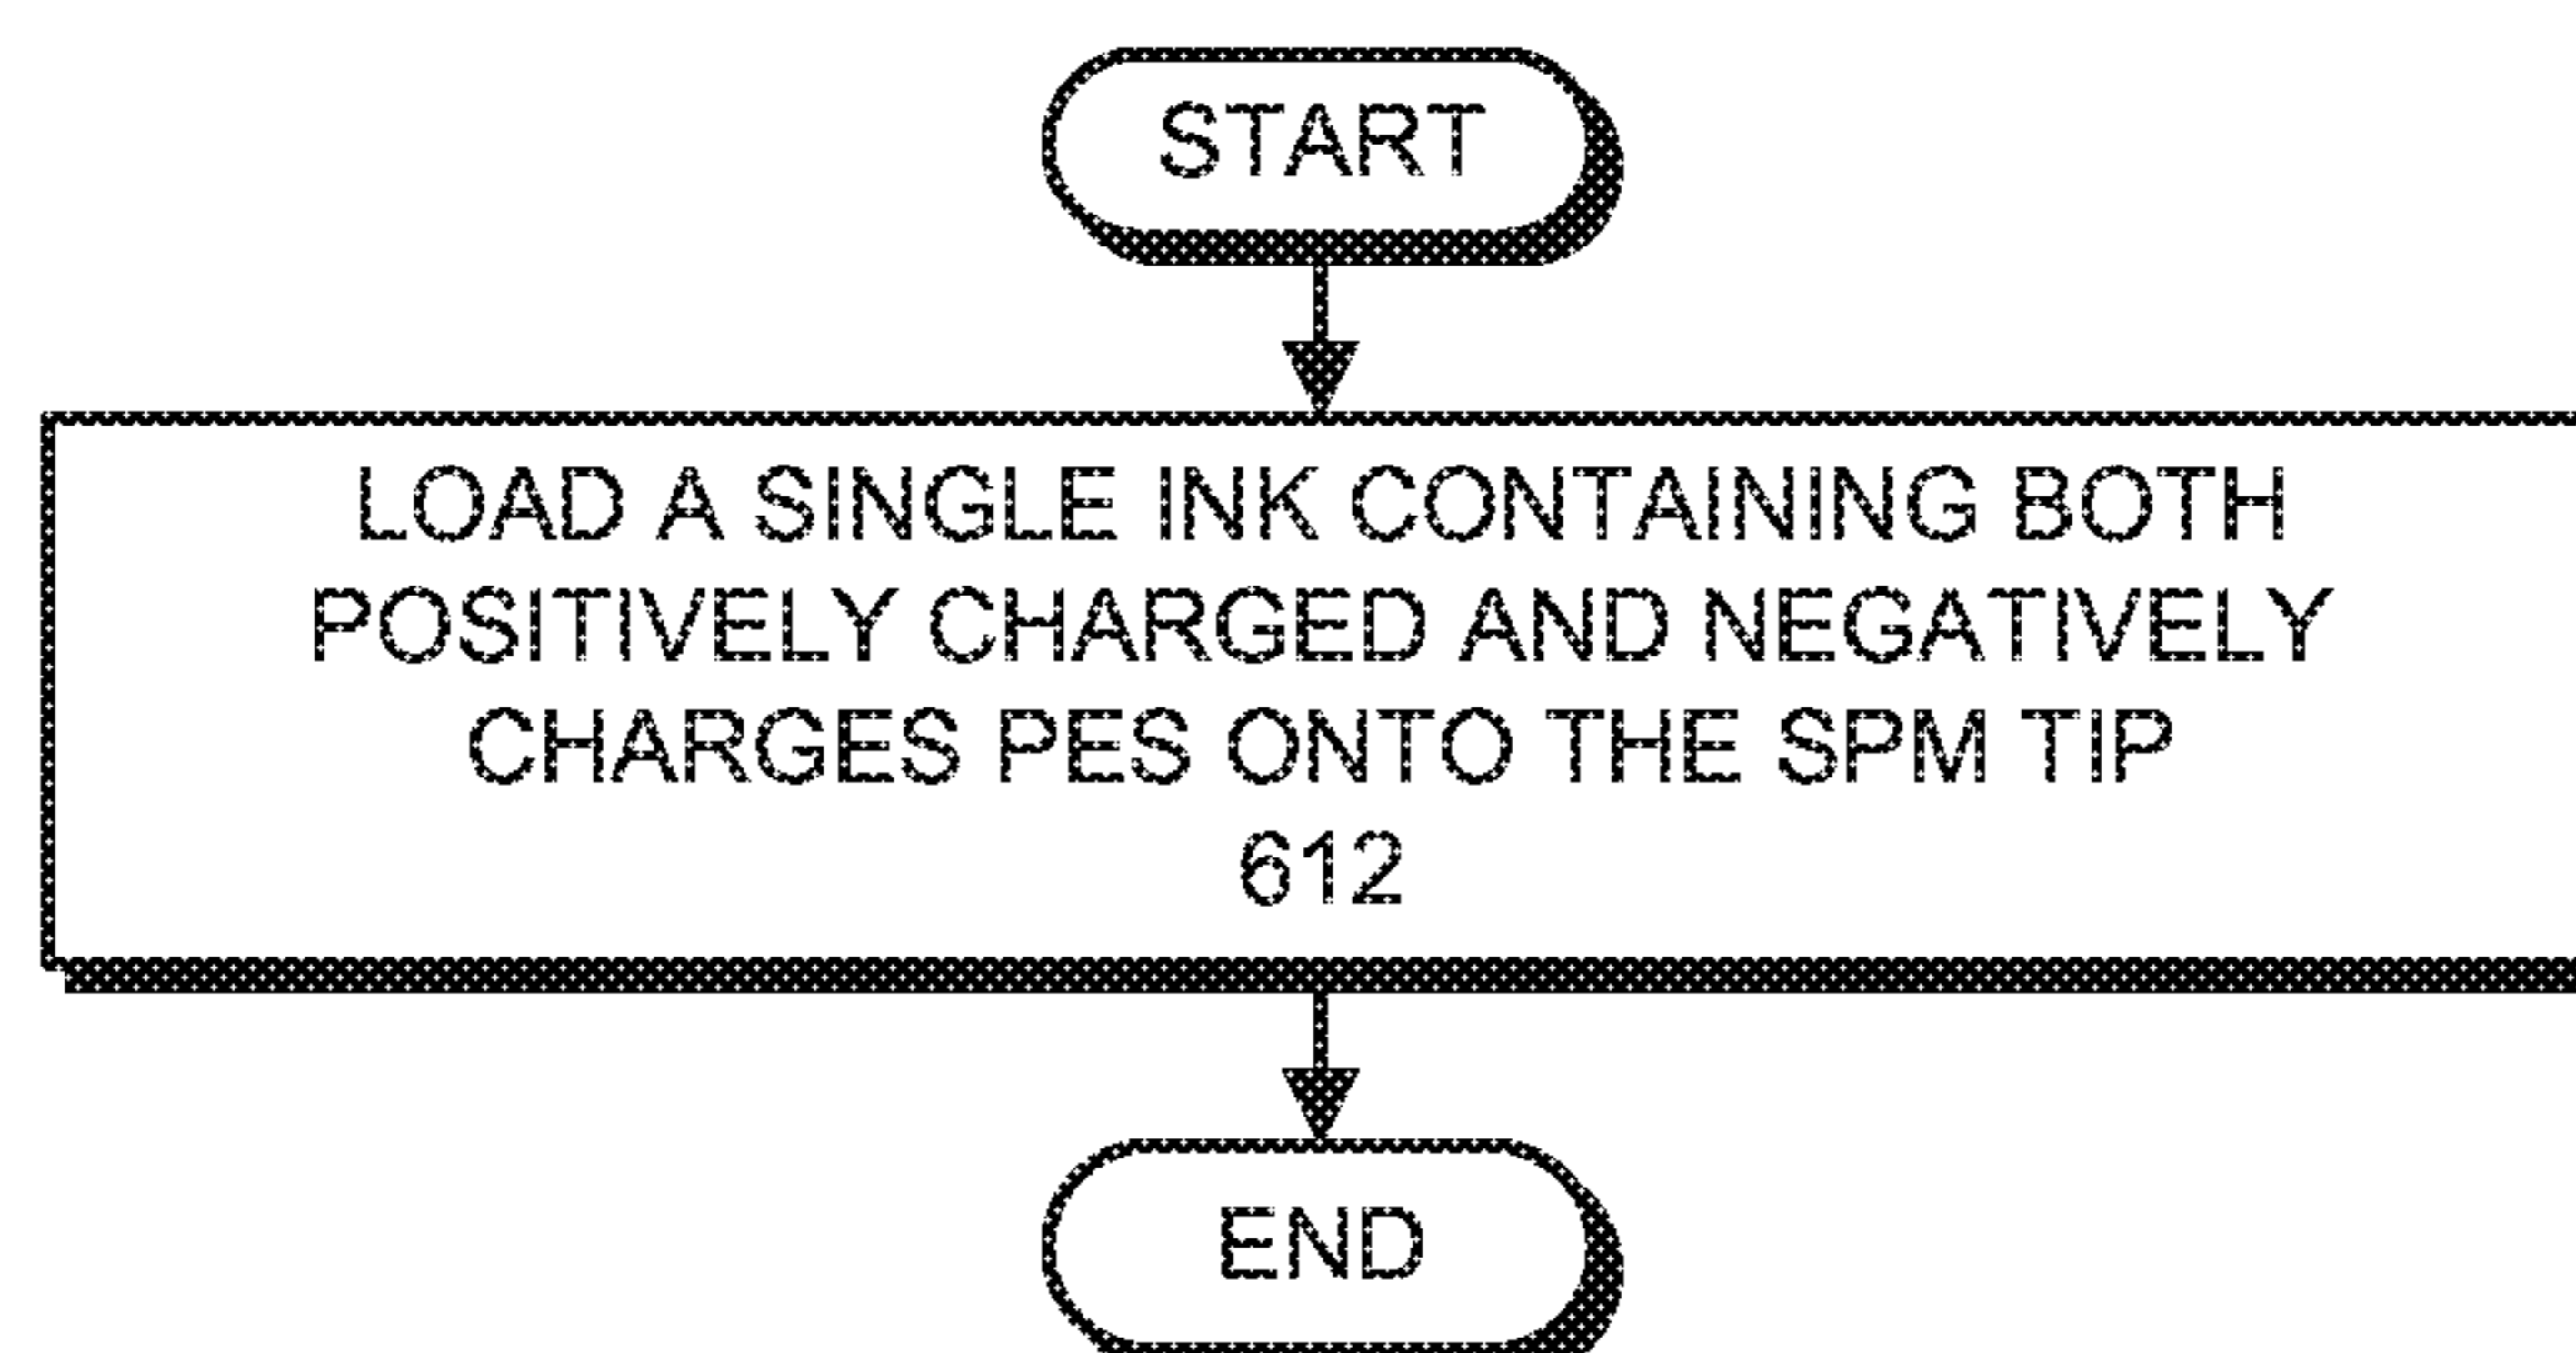 START
LOAD A SINGLE INK CONTAINING BOTH
POSITIVELY CHARGED AND NEGATIVELY
CHARGES PES ONTO THE SPM TIP
612
END